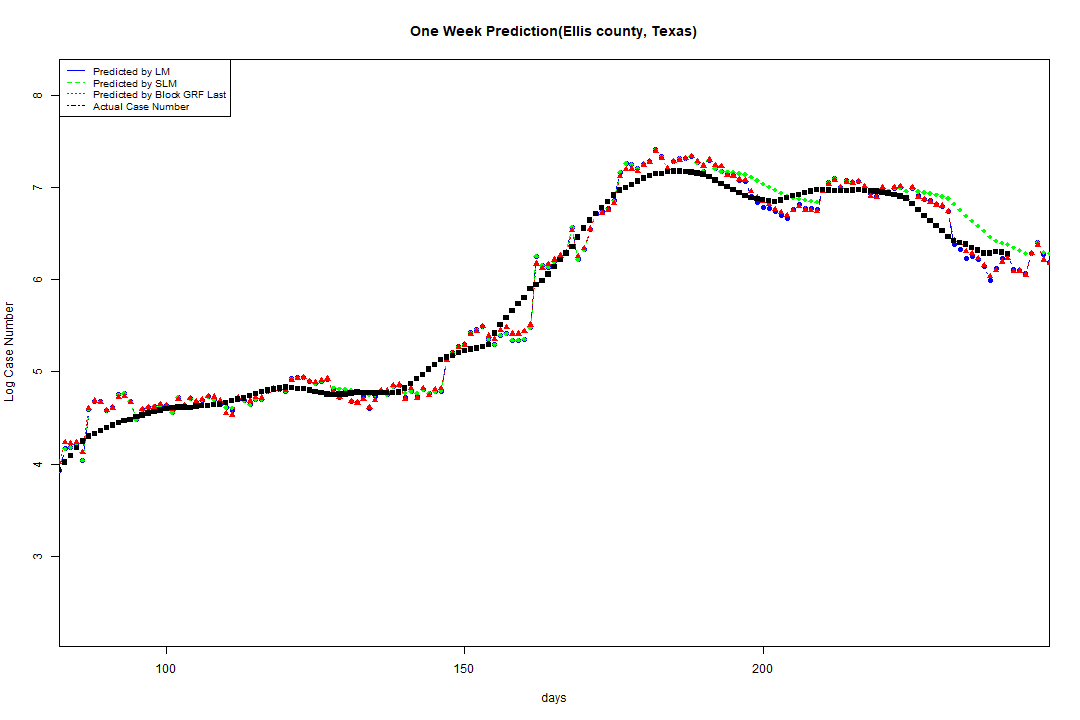 One Week Prediction(Ellis county, Texas)
Predicted by LM
Predicted by SLM
Predicted by Block GRF Last
Actual Case Number
8
7
6
5
4
3
Log Case Number
100
150
200
days